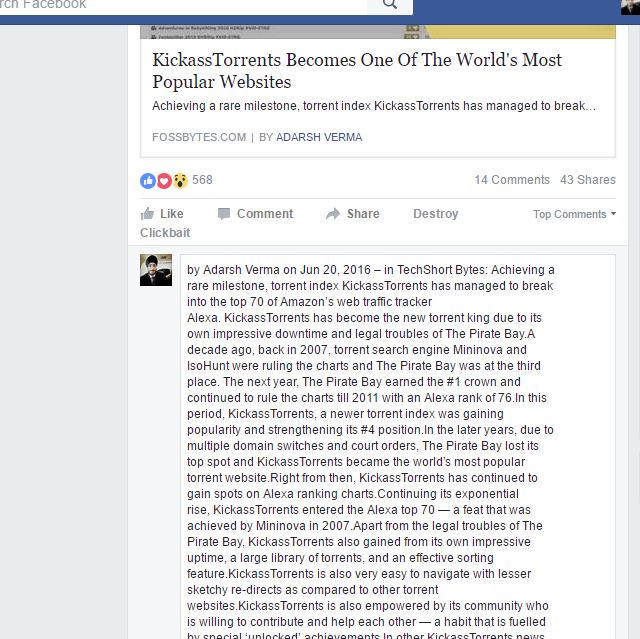 rch Facebook
Adventures in Babysitting 2016 HDRip XViD-ETRG
KickassTorrents Becomes One Of The World's Most
Popular Websites
Achieving a rare milestone, torrent index KickassTorrents has managed to break…
FOSSBYTES.COM | BY ADARSH VERMA
568
14 Comments 43 Shares
Like Comment Share Destroy Top Comments
Clickbait
by Adarsh Verma on Jun 20, 2016 – in TechShort Bytes: Achieving a
rare milestone, torrent index KickassTorrents has managed to break
into the top 70 of Amazon's web traffic tracker
Alexa. KickassTorrents has become the new torrent king due to its
own impressive downtime and legal troubles of The Pirate Bay.A
decade ago, back in 2007, torrent search engine Mininova and
IsoHunt were ruling the charts and The Pirate Bay was at the third
place. The next year, The Pirate Bay earned the #1 crown and
continued to rule the charts till 2011 with an Alexa rank of 76.In this
period, KickassTorrents, a newer torrent index was gaining
popularity and strengthening its #4 position.In the later years, due to
multiple domain switches and court orders, The Pirate Bay lost its
top spot and KickassTorrents became the world's most popular
torrent website.Right from then, KickassTorrents has continued to
gain spots on Alexa ranking charts.Continuing its exponential
rise, KickassTorrents entered the Alexa top 70 — a feat that was
achieved by Mininova in 2007.Apart from the legal troubles of The
Pirate Bay, KickassTorrents also gained from its own impressive
uptime, a large library of torrents, and an effective sorting
feature.KickassTorrents is also very easy to navigate with lesser
sketchy re-directs as compared to other torrent
websites.KickassTorrents is also empowered by its community who
is willing to contribute and help each other — a habit that is fuelled
by special 'unlocked' achievements.In other KickassTorrents news